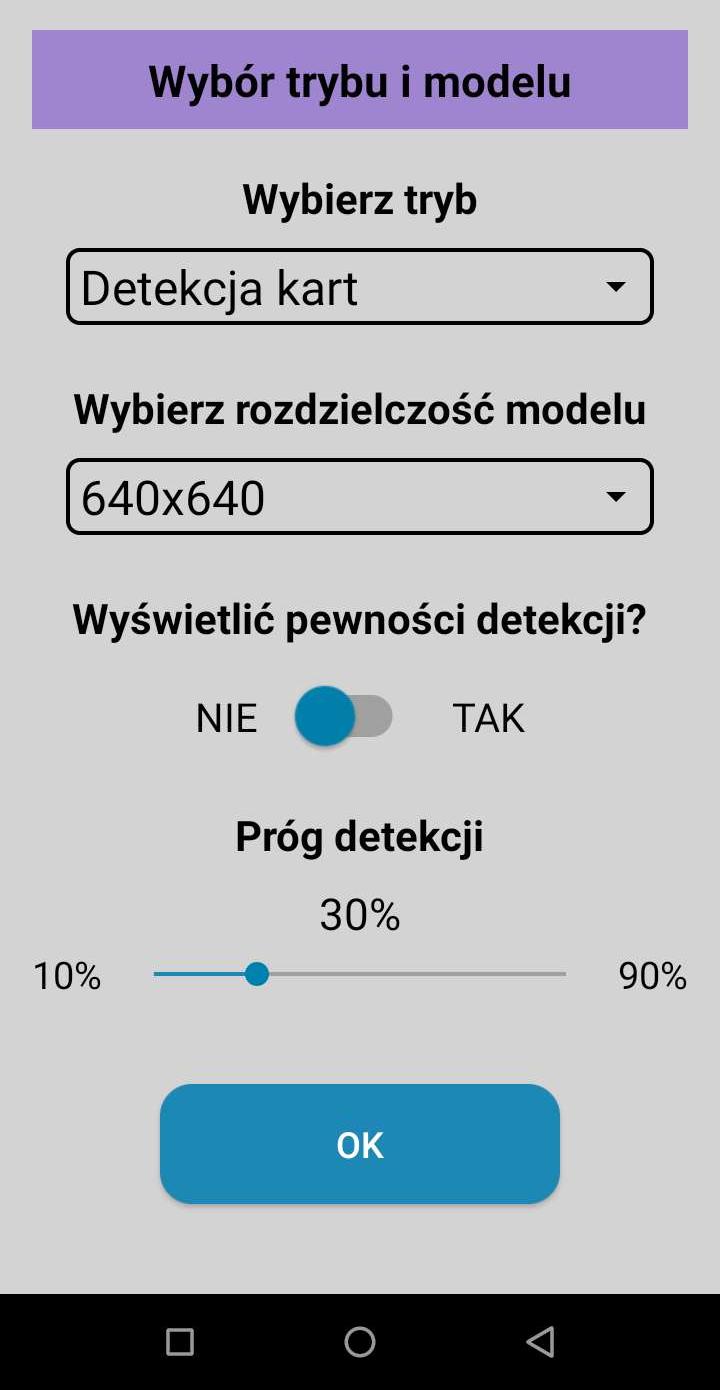 Wybór trybu i modelu
Wybierz tryb
Detekcja kart
Wybierz rozdzielczość modelu
640x640
Wyświetlić pewności detekcji?
NIE TAK
Próg detekcji
30%
10% 90%
OK